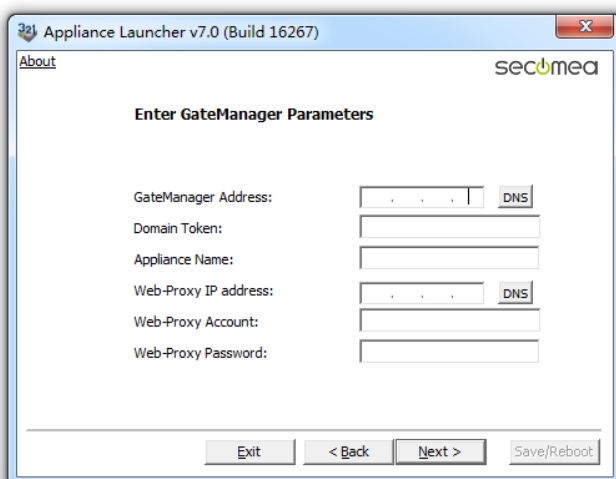 Appliance Launcher v7.0 (Build 16267)
About
secomea
Enter GateManager Parameters
GateManager Address: . . . DNS
Domain Token:
Appliance Name:
Web-Proxy IP address: . . . DNS
Web-Proxy Account:
Web-Proxy Password:
Exit < Back Next > Save/Reboot